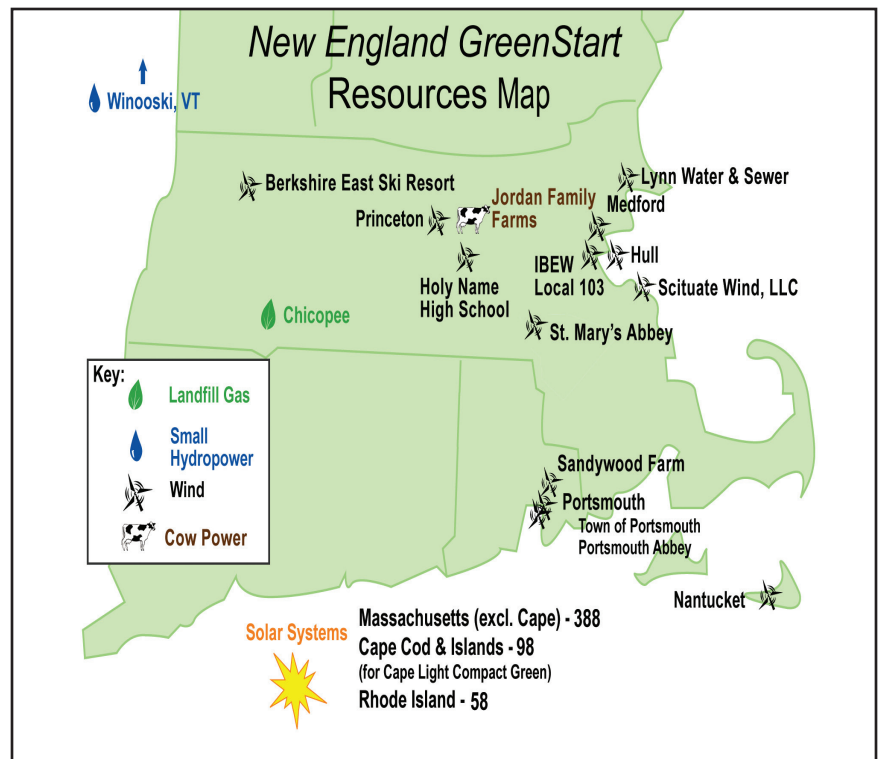 New England GreenStart
Resources Map
Winooski, VT
Berkshire East Ski Resort
Lynn Water & Sewer
Jordan Family
Farms
Medford
Princeton
IBEW
Local 103
Hull
Holy Name
High School
Scituate Wind, LLC
Chicopee
St. Mary's Abbey
Key:
Landfill Gas
Small
Hydropower
Wind
Cow Power
Sandywood Farm
Portsmouth
Town of Portsmouth
Portsmouth Abbey
Nantucket
Solar Systems
Massachusetts (excl. Cape) - 388
Cape Cod & Islands - 98
(for Cape Light Compact Green)
Rhode Island - 58